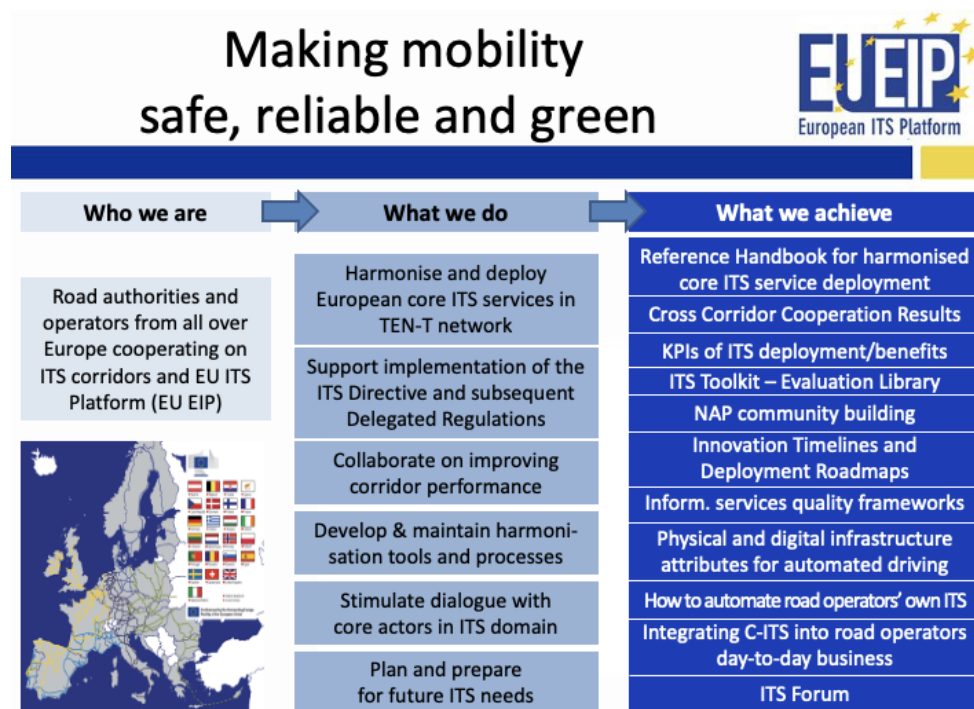 Making mobility
safe, reliable and green
EU EIP
European ITS Platform
Who we are
What we do
What we achieve
Road authorities and
operators from all over
Europe cooperating on
ITS corridors and EU ITS
Platform (EU EIP)
Harmonise and deploy
European core ITS services in
TEN-T network
Support implementation of the
ITS Directive and subsequent
Delegated Regulations
Collaborate on improving
corridor performance
Develop & maintain harmoni-
sation tools and processes
Stimulate dialogue with
core actors in ITS domain
Plan and prepare
for future ITS needs
Reference Handbook for harmonised
core ITS service deployment
Cross Corridor Cooperation Results
KPIs of ITS deployment/benefits
ITS Toolkit – Evaluation Library
NAP community building
Innovation Timelines and
Deployment Roadmaps
Inform. services quality frameworks
Physical and digital infrastructure
attributes for automated driving
How to automate road operators’ own ITS
Integrating C-ITS into road operators
day-to-day business
ITS Forum